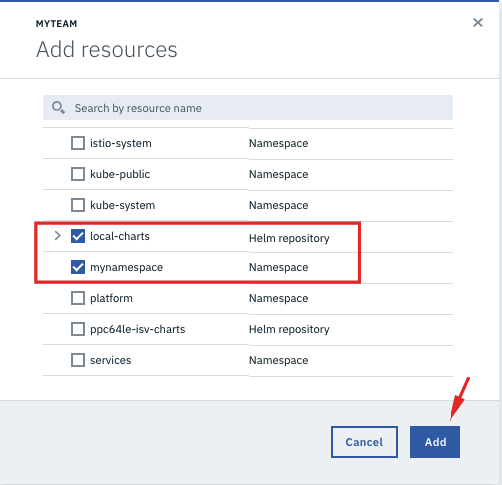 MYTEAM
Add resources
Search by resource name
istio-system Namespace
kube-public Namespace
kube-system Namespace
local-charts Helm repository
mynamespace Namespace
platform Namespace
ppc64le-isv-charts Helm repository
services Namespace
Cancel Add